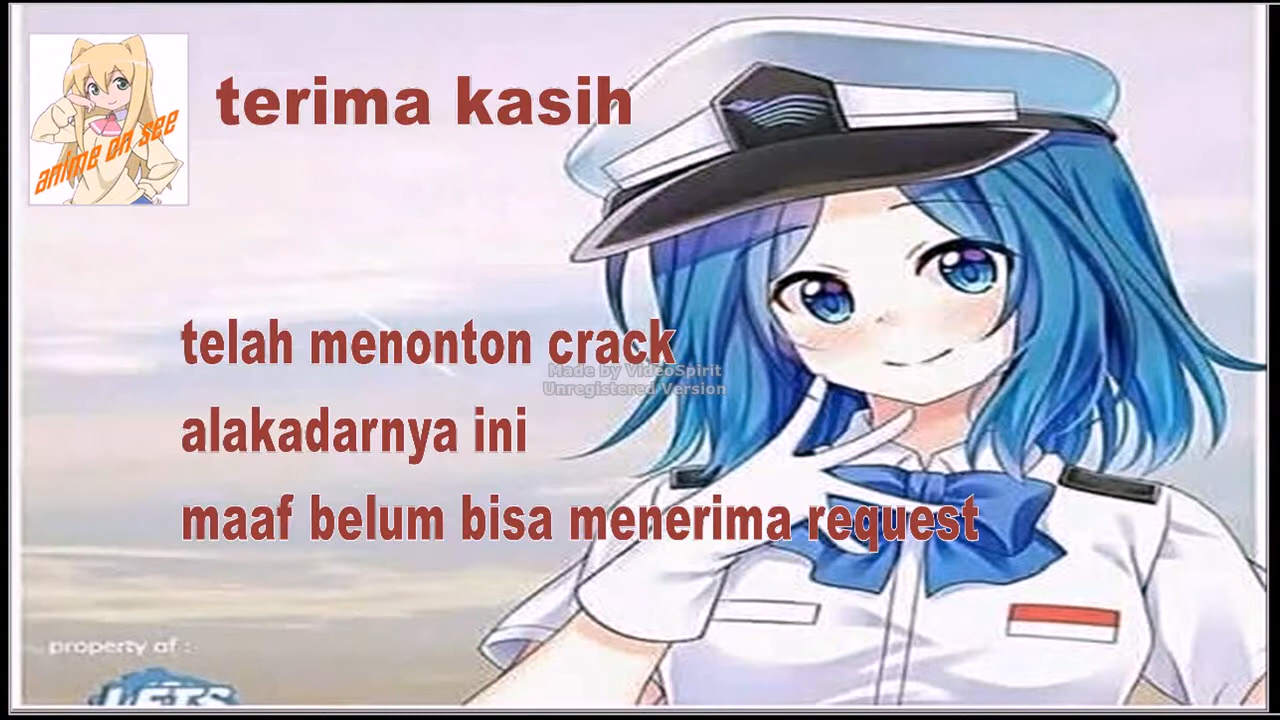 terima kasih
anime on see
telah menonton crack
Made by VideoSpirit
Unregistered Version
alakadarnya ini
maaf belum bisa menerima request
property of :
LETS